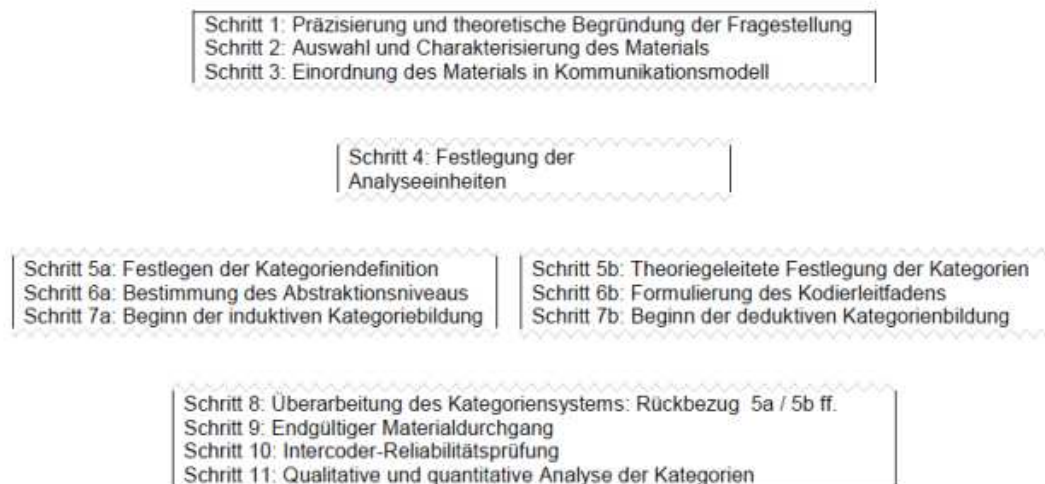 Schritt 1: Präzisierung und theoretische Begründung der Fragestellung
Schritt 2: Auswahl und Charakterisierung des Materials
Schritt 3: Einordnung des Materials in Kommunikationsmodell
Schritt 4: Festlegung der
Analyseeinheiten
Schritt 5a: Festlegen der Kategoriendefinition
Schritt 6a: Bestimmung des Abstraktionsniveaus
Schritt 7a: Beginn der induktiven Kategoriebildung
Schritt 5b: Theoriegeleitete Festlegung der Kategorien
Schritt 6b: Formulierung des Kodierleitfadens
Schritt 7b: Beginn der deduktiven Kategorienbildung
Schritt 8: Überarbeitung des Kategoriensystems: Rückbezug 5a / 5b ff.
Schritt 9: Endgültiger Materialdurchgang
Schritt 10: Intercoder-Reliabilitätsprüfung
Schritt 11: Qualitative und quantitative Analyse der Kategorien